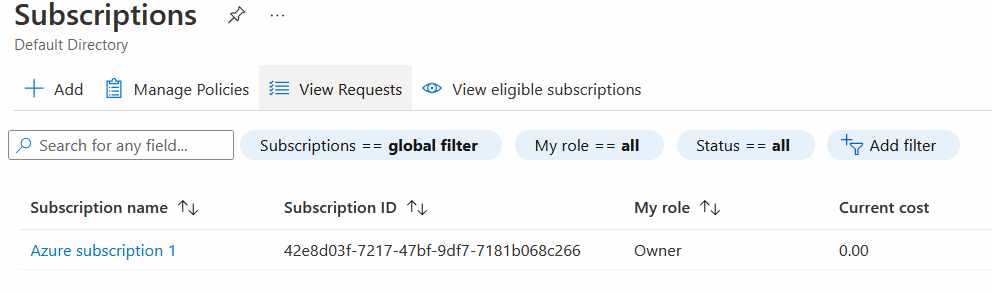 Subscriptions
Default Directory
Add Manage Policies View Requests View eligible subscriptions
Search for any field... Subscriptions == global filter My role == all Status == all Add filter
Subscription name Subscription ID My role Current cost
Azure subscription 1 42e8d03f-7217-47bf-9df7-7181b068c266 Owner 0.00